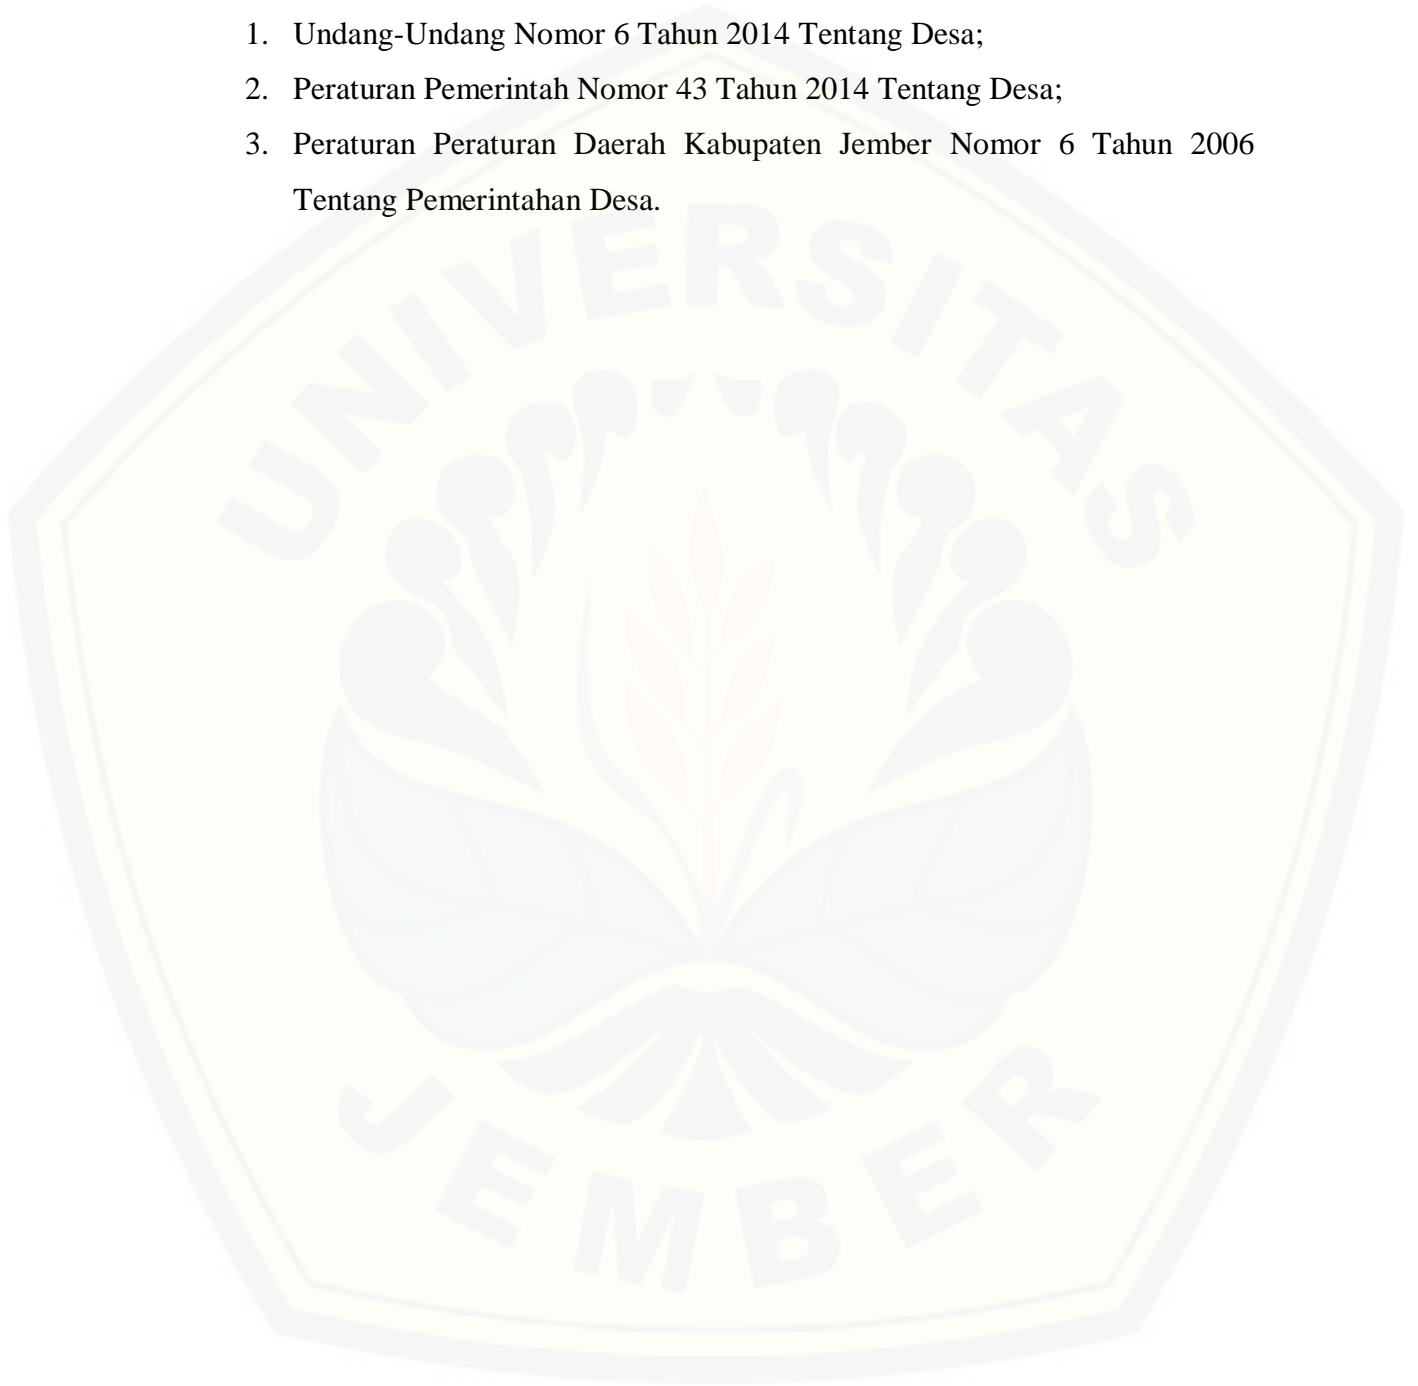 1. Undang-Undang Nomor 6 Tahun 2014 Tentang Desa;
2. Peraturan Pemerintah Nomor 43 Tahun 2014 Tentang Desa;
3. Peraturan Peraturan Daerah Kabupaten Jember Nomor 6 Tahun 2006
Tentang Pemerintahan Desa.
UNIVERSITAS
JEMBER